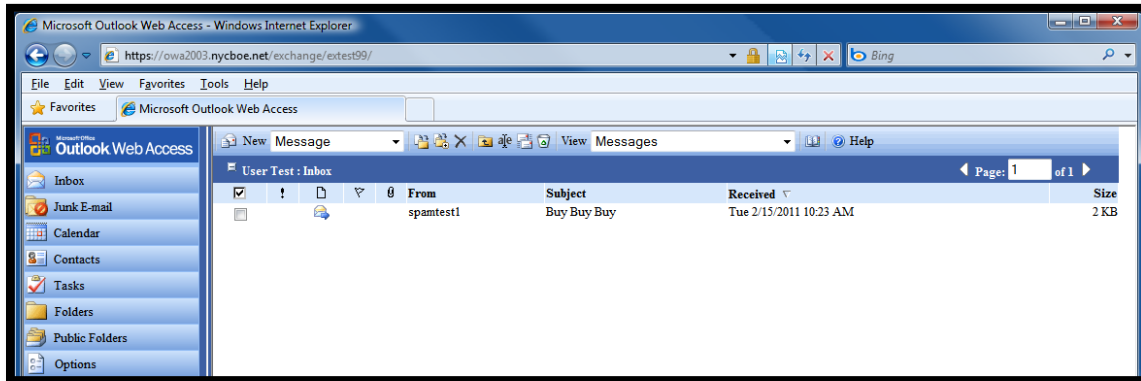 Microsoft Outlook Web Access - Windows Internet Explorer
https://owa2003.nycboe.net/exchange/extest99/
Bing
File Edit View Favorites Tools Help
Favorites Microsoft Outlook Web Access
Microsoft Office
Outlook Web Access
New Message View Messages Help
User Test : Inbox Page: 1 of 1
! From Subject Received Size
spamtest1 Buy Buy Buy Tue 2/15/2011 10:23 AM 2 KB
Inbox
Junk E-mail
Calendar
Contacts
Tasks
Folders
Public Folders
Options